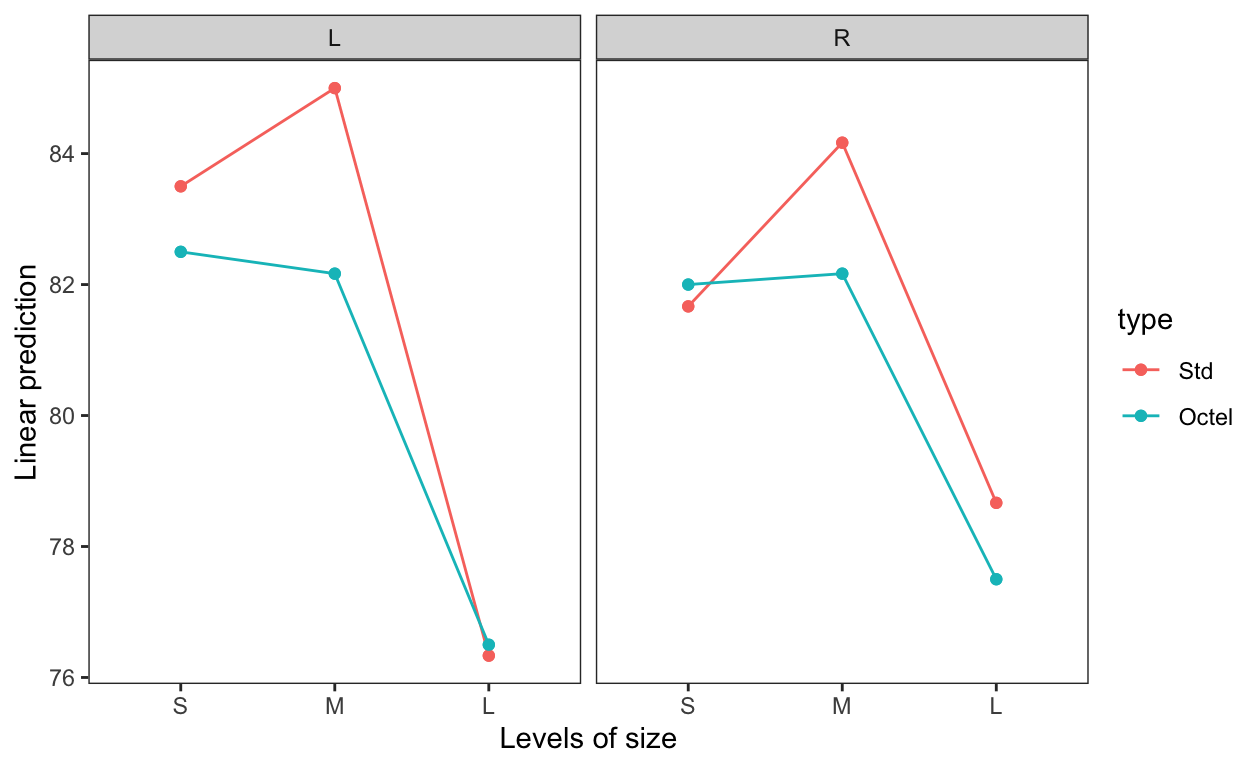 L
R
84
82
80
78
76
Linear prediction
S
M
L
S
M
L
Levels of size
type
Std
Octel